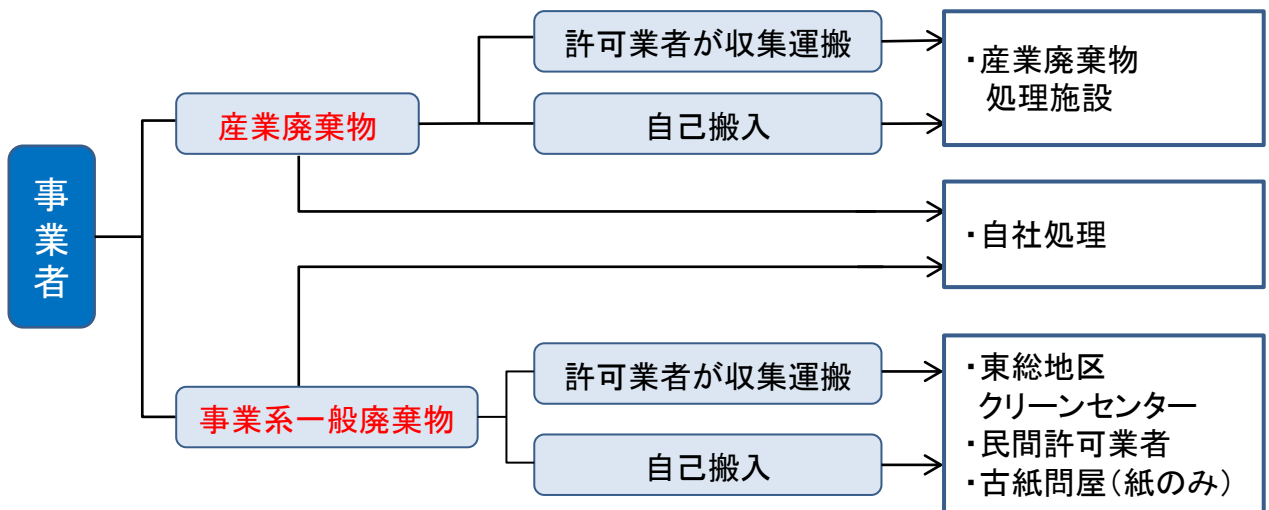 事業者
産業廃棄物
許可業者が収集運搬
自己搬入
・産業廃棄物
処理施設
・自社処理
事業系一般廃棄物
許可業者が収集運搬
自己搬入
・東総地区
クリーンセンター
・民間許可業者
・古紙問屋(紙のみ)